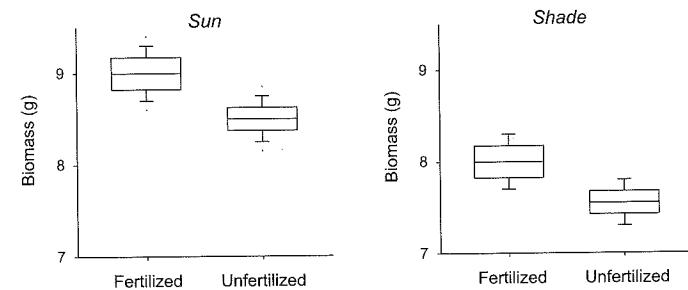 Sun
Biomass (g)
9
8
7
Fertilized
Unfertilized
Shade
Biomass (g)
9
8
7
Fertilized
Unfertilized